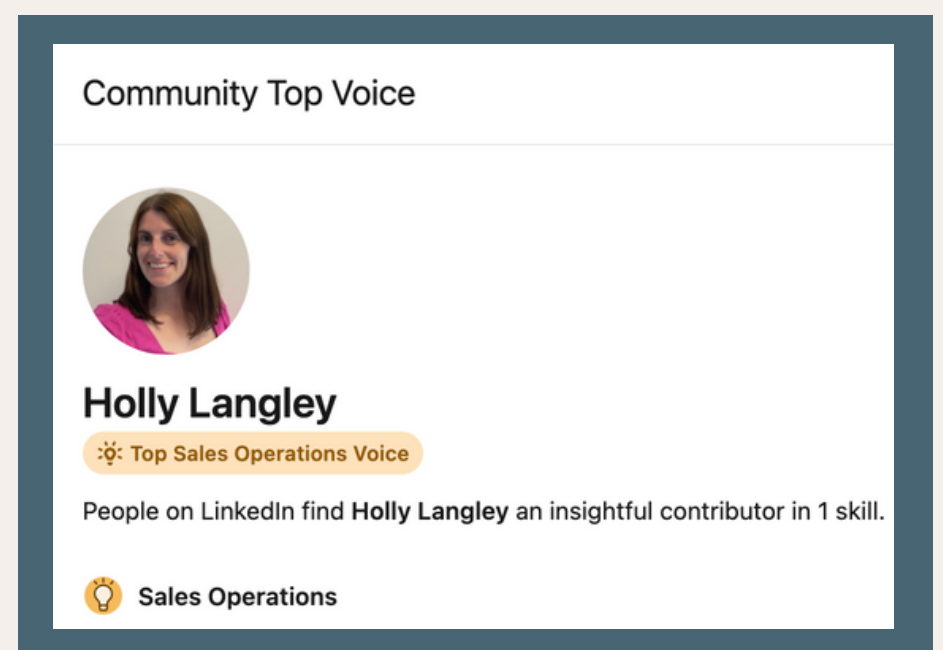 Community Top Voice
Holly Langley
Top Sales Operations Voice
People on LinkedIn find Holly Langley an insightful contributor in 1 skill.
Sales Operations